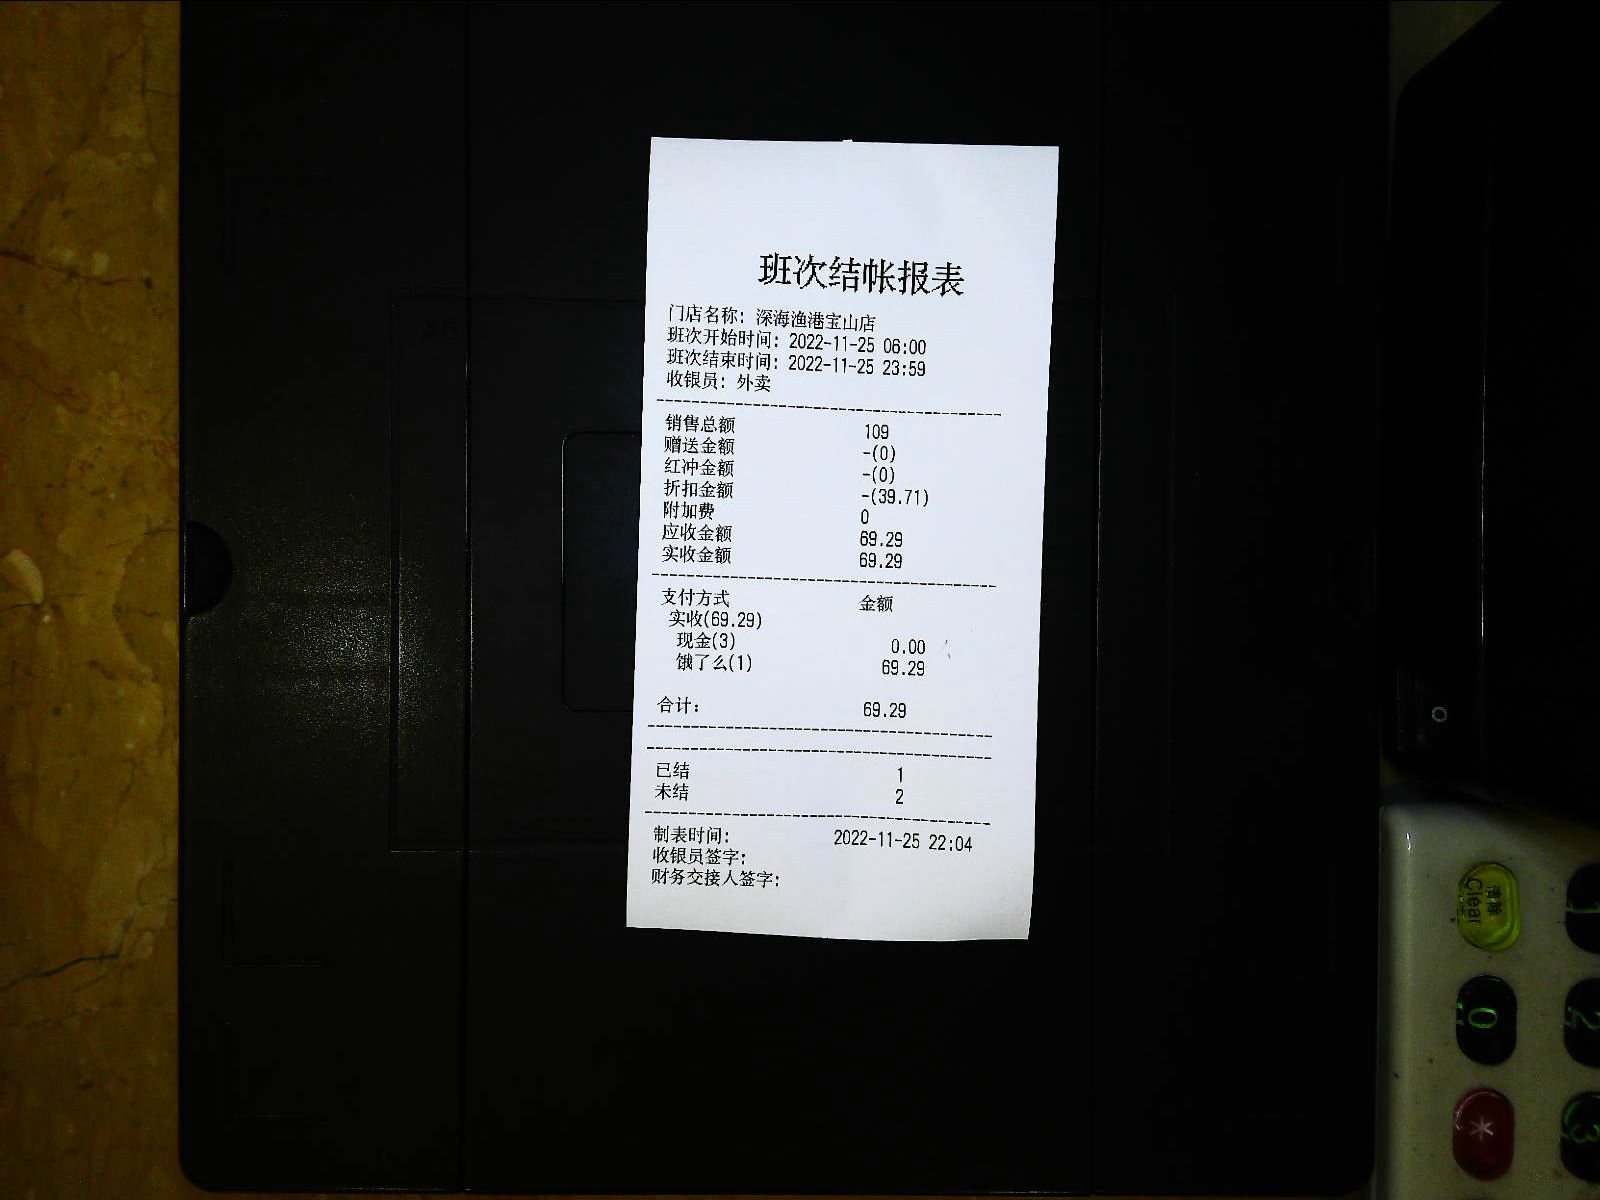 班次结帐报表
门店名称: 深海渔港宝山店
班次开始时间: 2022-11-25 06:00
班次结束时间: 2022-11-25 23:59
收银员: 外卖
销售总额 109
赠送金额 -(0)
红冲金额 -(0)
折扣金额 -(39.71)
附加费 0
应收金额 69.29
实收金额 69.29
支付方式 金额
实收(69.29)
现金(3) 0.00
饿了么(1) 69.29
合计: 69.29
已结 1
未结 2
制表时间: 2022-11-25 22:04
收银员签字:
财务交接人签字:
清除
Clear
0
*
1
2
3